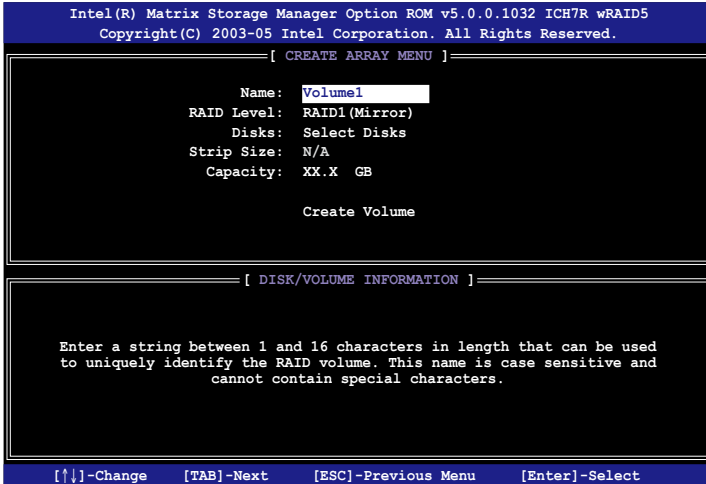 Intel(R) Matrix Storage Manager Option ROM v5.0.0.1032 ICH7R wRAID5
Copyright(C) 2003-05 Intel Corporation. All Rights Reserved.
[ CREATE ARRAY MENU ]
Name: Volume1
RAID Level: RAID1(Mirror)
Disks: Select Disks
Strip Size: N/A
Capacity: XX.X GB
Create Volume
[ DISK/VOLUME INFORMATION ]
Enter a string between 1 and 16 characters in length that can be used
to uniquely identify the RAID volume. This name is case sensitive and
cannot contain special characters.
[↑↓]-Change [TAB]-Next [ESC]-Previous Menu [Enter]-Select